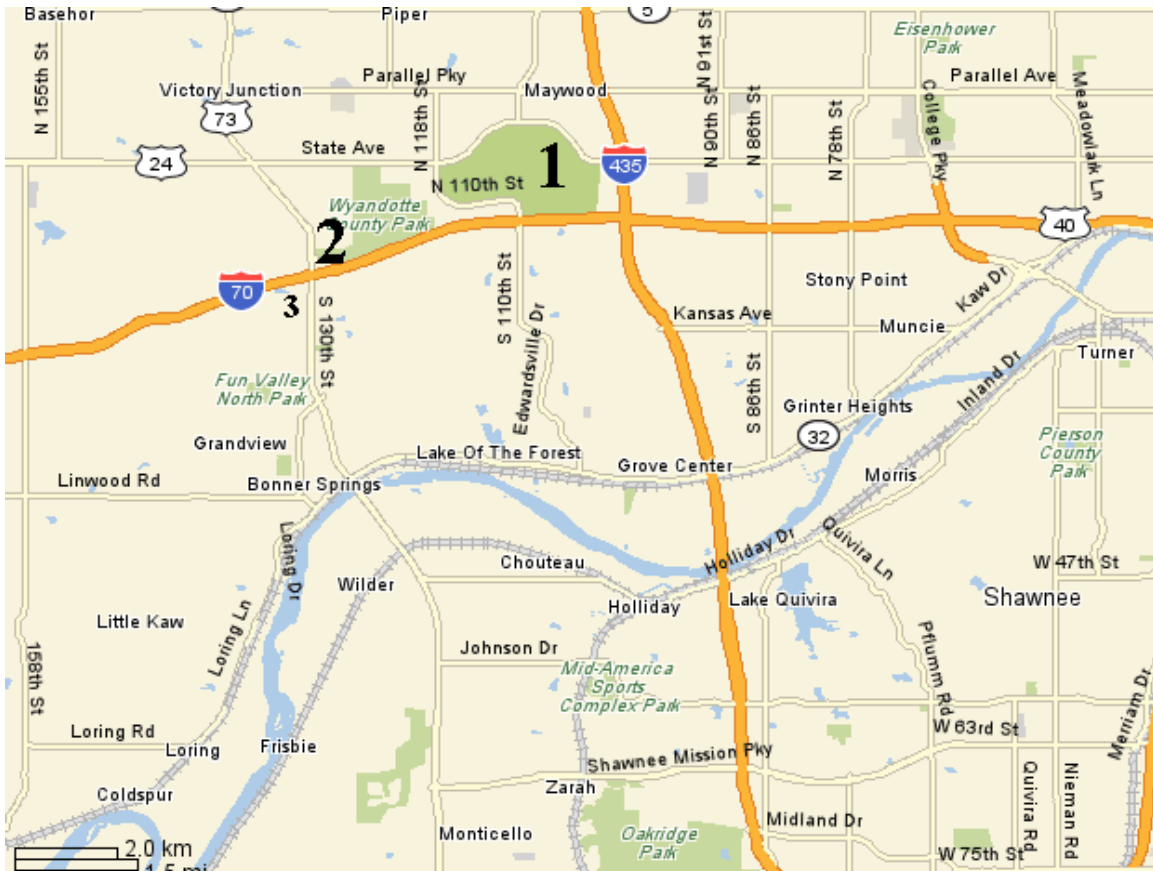 Basehor
Piper
5
N 155th St
N 91st St
Eisenhower
Park
Parallel Pky
Parallel Ave
Victory Junction
Maywood
73
N 118th St
N 90th St
N 86th St
N 78th St
College Pky
Meadowlark Ln
State Ave
24
1
435
N 110th St
Wyandotte
County Park
2
40
70
3
S 130th St
S 110th St
Stony Point
Kaw Dr
Kansas Ave
Muncie
Edwardsville Dr
Turner
Inland Dr
Fun Valley
North Park
S 86th St
Grinter Heights
32
Grandview
Lake Of The Forest
Grove Center
Pierson
County
Park
Linwood Rd
Bonner Springs
Morris
Loring Dr
Holliday Dr
Quivira Ln
Chouteau
W 47th St
Wilder
Holliday
Lake Quivira
Shawnee
Little Kaw
Loring Ln
158th St
Johnson Dr
Pflumm Rd
Mid-America
Sports
Complex Park
Merriam Dr
Loring Rd
Loring
Frisbie
W 63rd St
Shawnee Mission Pky
Coldspur
Zarah
Quivira Rd
Nieman Rd
Monticello
Oakridge
Park
Midland Dr
2.0 km
1.5 mi
W 75th St